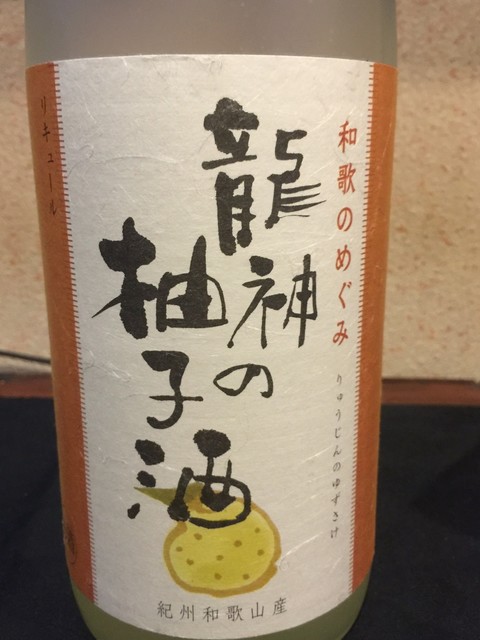 和歌のめぐみ
りゅうじんのゆずさけ
龍神の
柚子酒
リキュール
紀州和歌山産